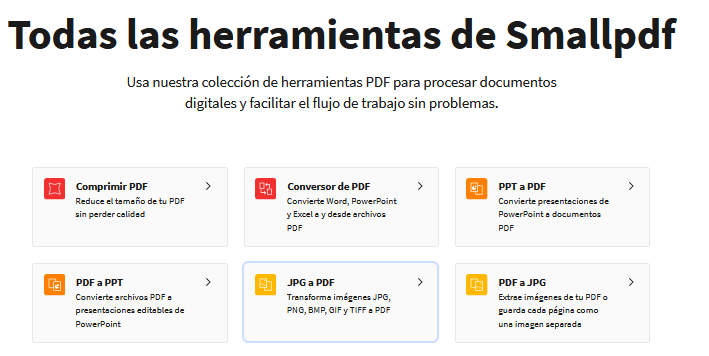 Todas las herramientas de Smallpdf
Usa nuestra colección de herramientas PDF para procesar documentos
digitales y facilitar el flujo de trabajo sin problemas.
Comprimir PDF
Reduce el tamaño de tu PDF
sin perder calidad
Conversor de PDF
Convierte Word, PowerPoint
y Excel a y desde archivos
PDF
PPT a PDF
Convierte presentaciones de
PowerPoint a documentos
PDF
PDF a PPT
Convierte archivos PDF a
presentaciones editables de
PowerPoint
JPG a PDF
Transforma imágenes JPG,
PNG, BMP, GIF y TIFF a PDF
PDF a JPG
Extrae imágenes de tu PDF o
guarda cada página como
una imagen separada